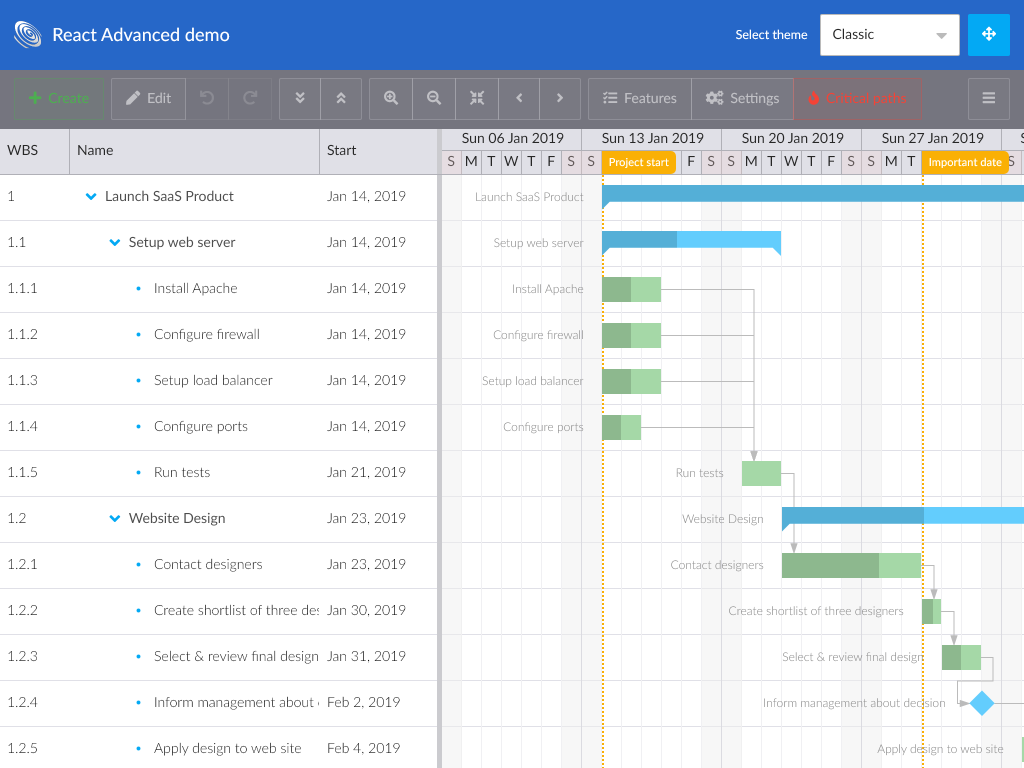 React Advanced demo
Select theme
Classic
Create
Edit
Features
Settings
Critical paths
WBS Name Start
Sun 06 Jan 2019 Sun 13 Jan 2019 Sun 20 Jan 2019 Sun 27 Jan 2019 S
S M T W T F S S Project start F S S M T W T F S S M T Important date S
1 Launch SaaS Product Jan 14, 2019 Launch SaaS Product
1.1 Setup web server Jan 14, 2019 Setup web server
1.1.1 Install Apache Jan 14, 2019 Install Apache
1.1.2 Configure firewall Jan 14, 2019 Configure firewall
1.1.3 Setup load balancer Jan 14, 2019 Setup load balancer
1.1.4 Configure ports Jan 14, 2019 Configure ports
1.1.5 Run tests Jan 21, 2019 Run tests
1.2 Website Design Jan 23, 2019 Website Design
1.2.1 Contact designers Jan 23, 2019 Contact designers
1.2.2 Create shortlist of three des Jan 30, 2019 Create shortlist of three designers
1.2.3 Select & review final design Jan 31, 2019 Select & review final design
1.2.4 Inform management about Feb 2, 2019 Inform management about decision
1.2.5 Apply design to web site Feb 4, 2019 Apply design to web site